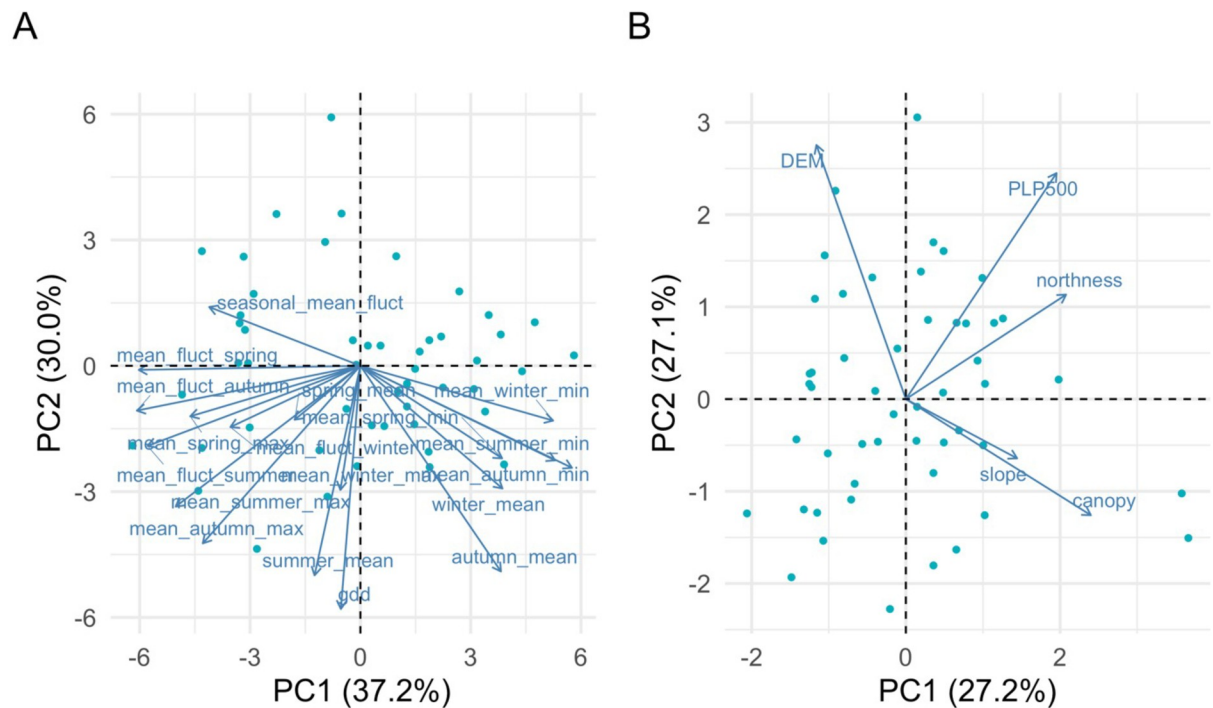 A
B
6
3
0
-3
-6
PC2 (30.0%)
seasonal_mean_fluct
mean_fluct_spring
mean_fluct_autumn
spring_mean
mean_winter_min
mean_spring_min
mean_spring_max
mean_fluct_winter
mean_summer_min
mean_fluct_summer
mean_winter_max
mean_autumn_min
mean_summer_max
winter_mean
mean_autumn_max
summer_mean
autumn_mean
gdd
-6
-3
0
3
6
PC1 (37.2%)
3
2
1
0
-1
-2
PC2 (27.1%)
DEM
PLP500
northness
slope
canopy
-2
0
2
PC1 (27.2%)